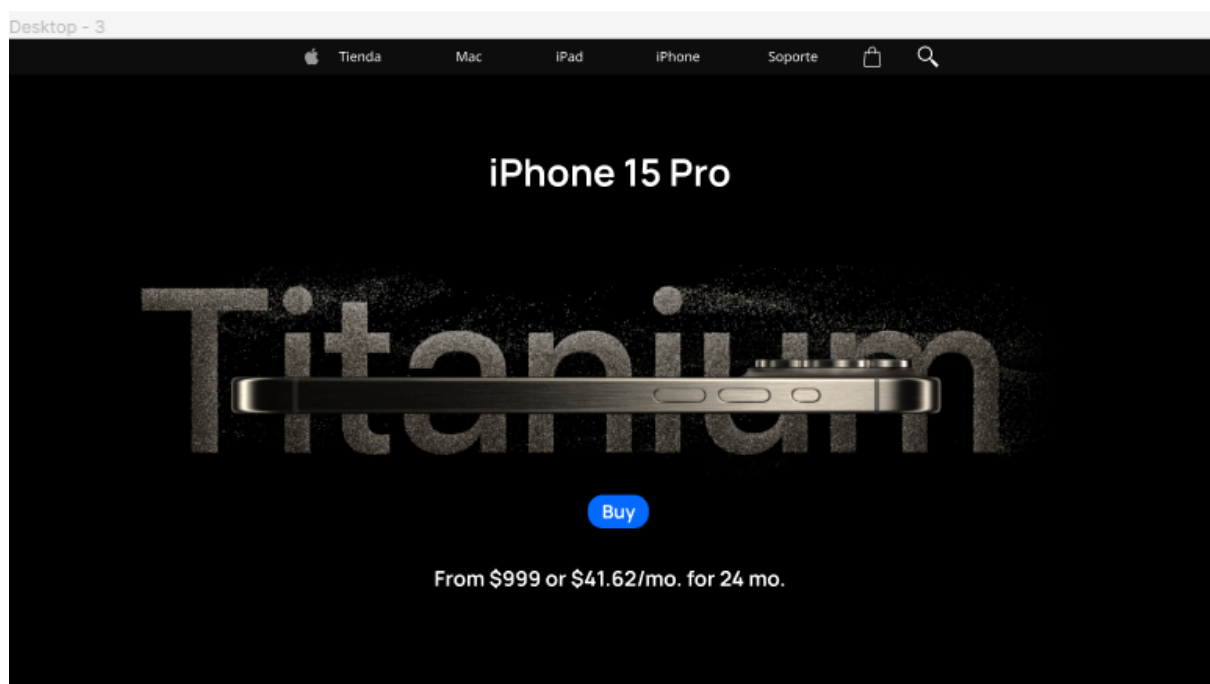 Desktop - 3
Tienda Mac iPad iPhone Soporte
iPhone 15 Pro
Titanium
Buy
From $999 or $41.62/mo. for 24 mo.